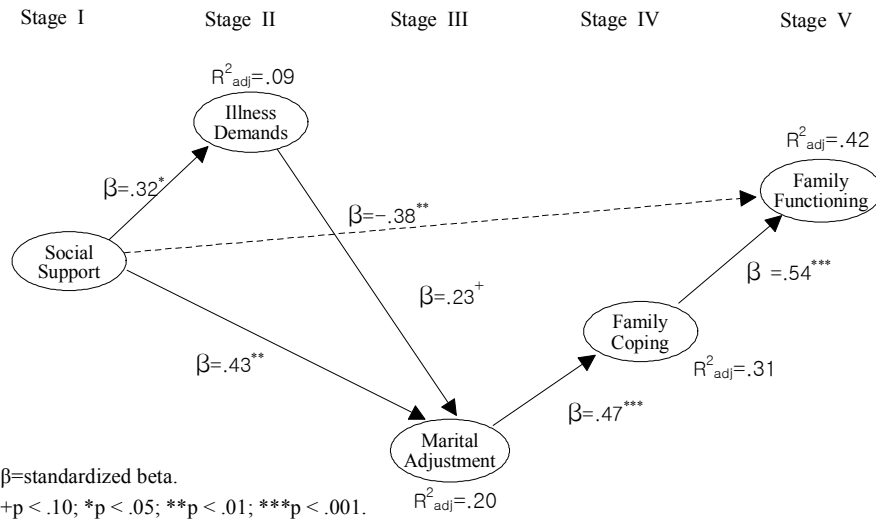 Stage I Stage II Stage III Stage IV Stage V
R²adj=.09
Illness
Demands
R²adj=.42
Family
Functioning
β=.32*
β=-.38**
Social
Support
β=.54***
β=.23+
Family
Coping
β=.43**
R²adj=.31
β=.47***
Marital
Adjustment
R²adj=.20
β=standardized beta.
+p < .10; *p < .05; **p < .01; ***p < .001.